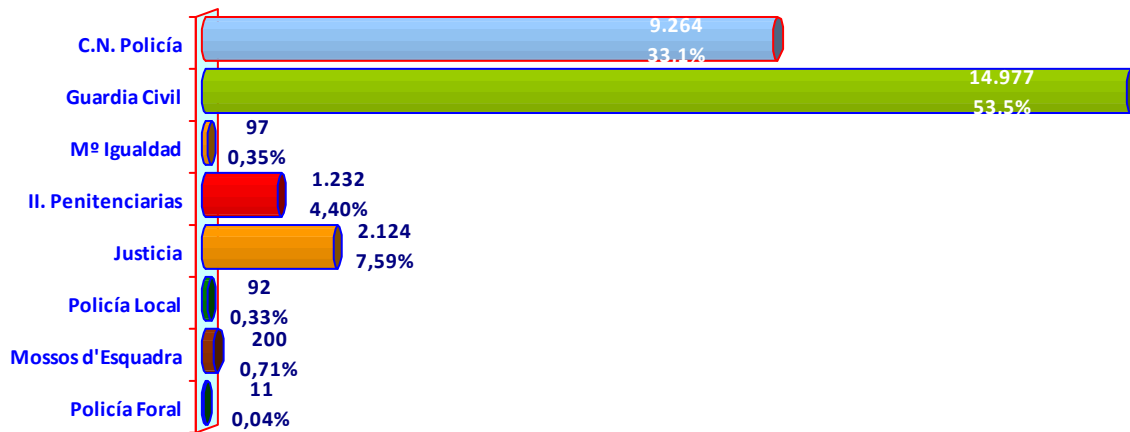 C.N. Policía
9.264
33.1%
Guardia Civil
14.977
53.5%
Mº Igualdad
97
0,35%
II. Penitenciarias
1.232
4,40%
Justicia
2.124
7,59%
Policía Local
92
0,33%
Mossos d'Esquadra
200
0,71%
Policía Foral
11
0,04%